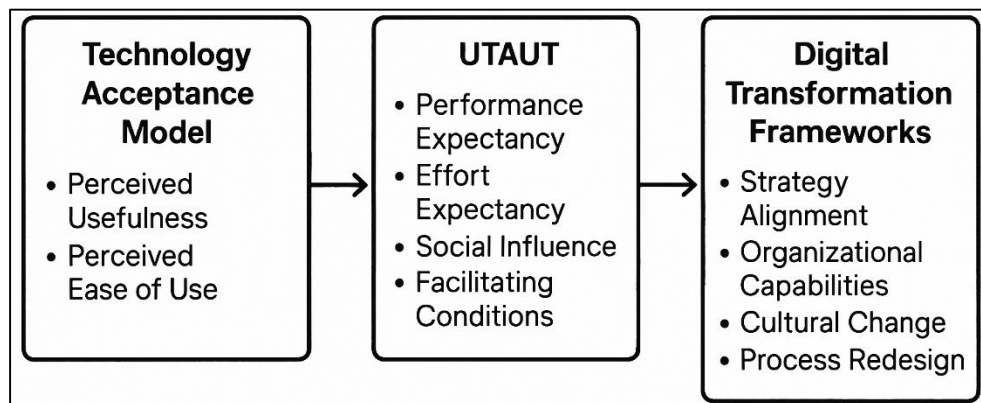 Technology
Acceptance
Model
• Perceived
Usefulness
• Perceived
Ease of Use
UTAUT
• Performance
Expectancy
• Effort
Expectancy
• Social Influence
• Facilitating
Conditions
Digital
Transformation
Frameworks
• Strategy
Alignment
• Organizational
Capabilities
• Cultural Change
• Process Redesign